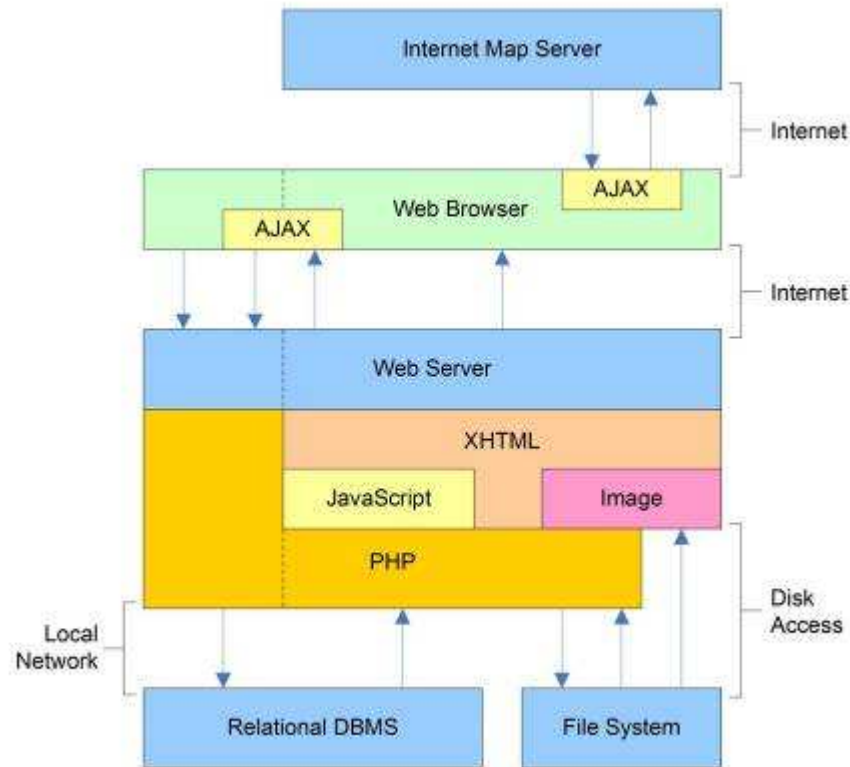 Internet Map Server
Internet
AJAX
Web Browser
AJAX
Internet
Web Server
XHTML
JavaScript
Image
PHP
Disk
Access
Local
Network
Relational DBMS
File System